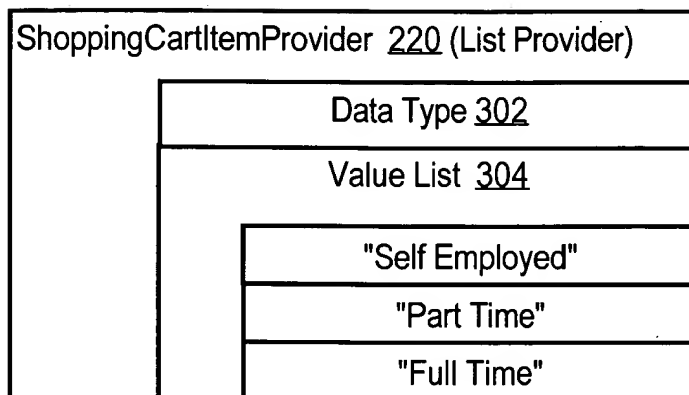 ShoppingCartItemProvider 220 (List Provider)
Data Type 302
Value List 304
"Self Employed"
"Part Time"
"Full Time"